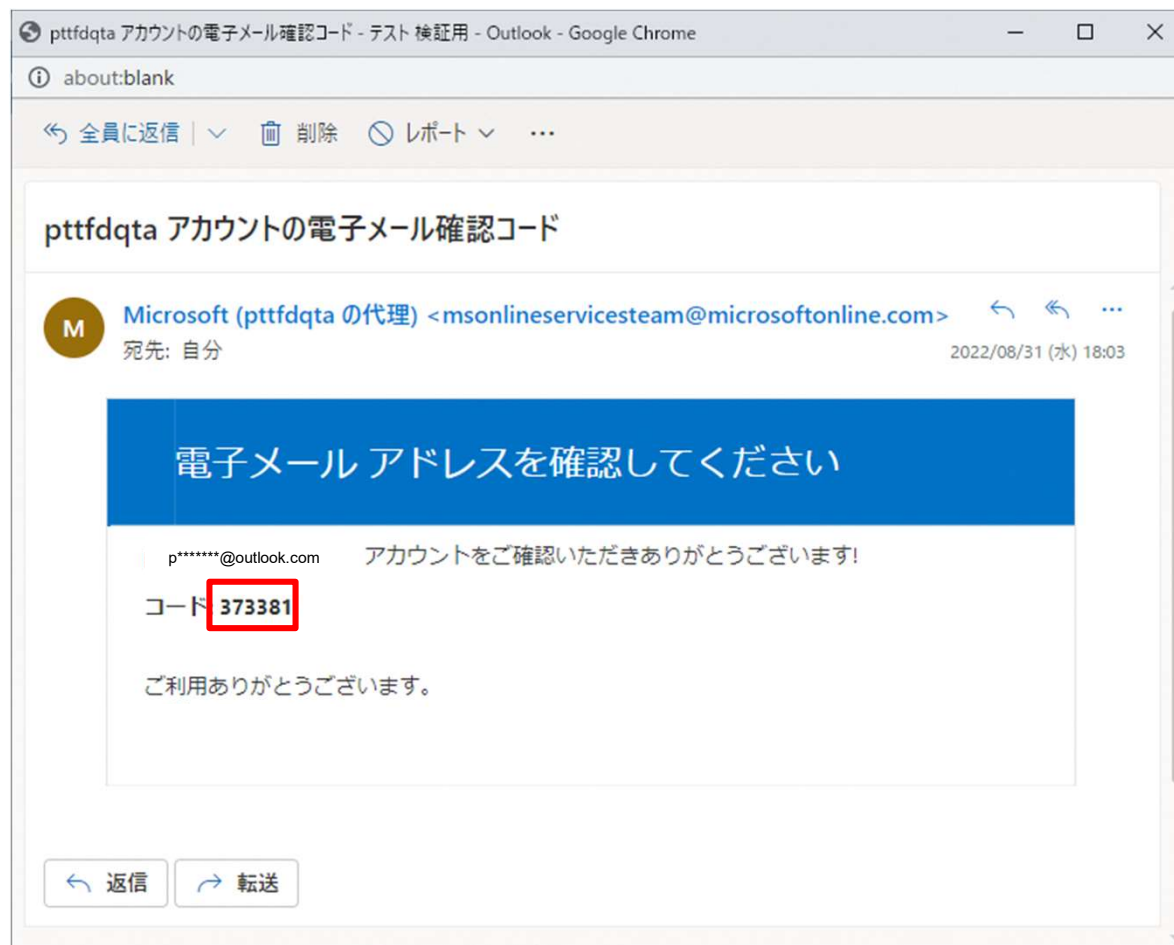 pttfdqta アカウントの電子メール確認コード - テスト 検証用 - Outlook - Google Chrome
about:blank
全員に返信 削除 レポート ...
pttfdqta アカウントの電子メール確認コード
M
Microsoft (pttfdqta の代理) <msonlineservicesteam@microsoftonline.com>
宛先: 自分
2022/08/31 (水) 18:03
電子メール アドレスを確認してください
p*******@outlook.com アカウントをご確認いただきありがとうございます!
コード 373381
ご利用ありがとうございます。
返信 転送